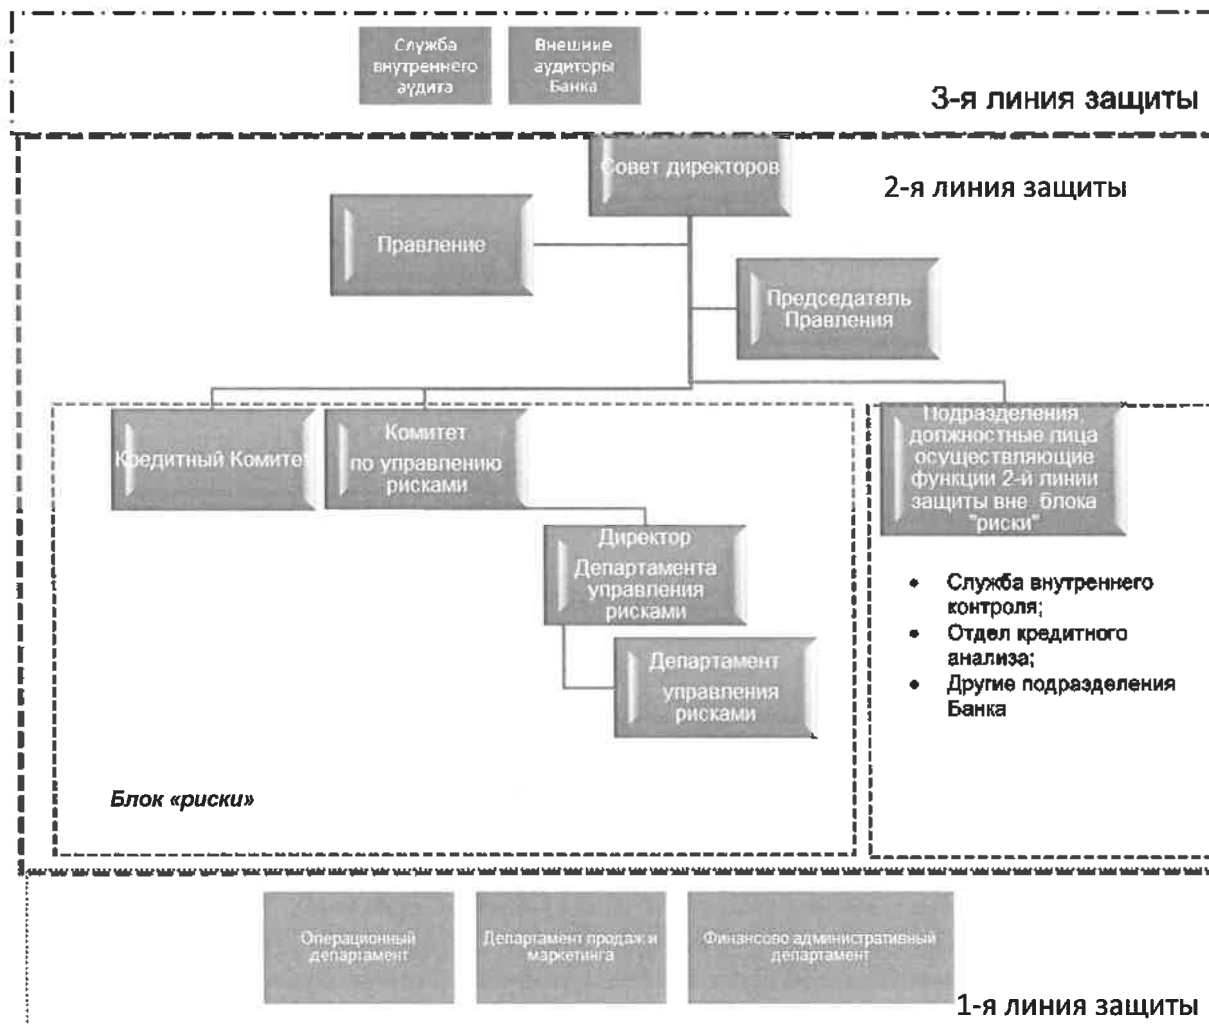 Служба
внутреннего
аудита
Внешние
аудиторы
Банка
3-я линия защиты
Совет директоров
2-я линия защиты
Правление
Председатель
Правления
Кредитный Комитет
Комитет
по управлению
рисками
Подразделения,
должностные лица
осуществляющие
функции 2-й линии
защиты вне блока
"риски"
Директор
Департамента
управления
рисками
Департамент
управления
рисками
• Служба внутреннего
контроля;
• Отдел кредитного
анализа;
• Другие подразделения
Банка
Блок «риски»
Операционный
департамент
Департамент продаж и
маркетинга
Финансово административный
департамент
1-я линия защиты